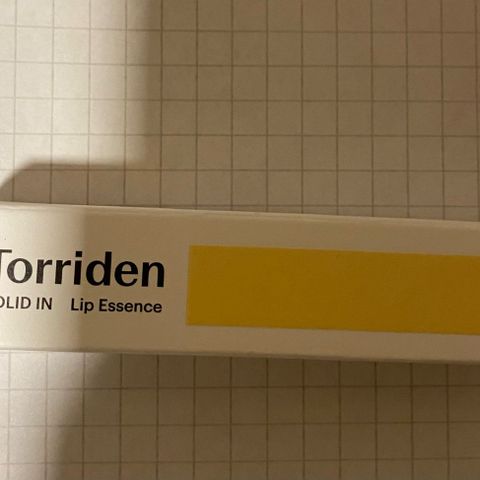 Torriden
OLID IN Lip Essence